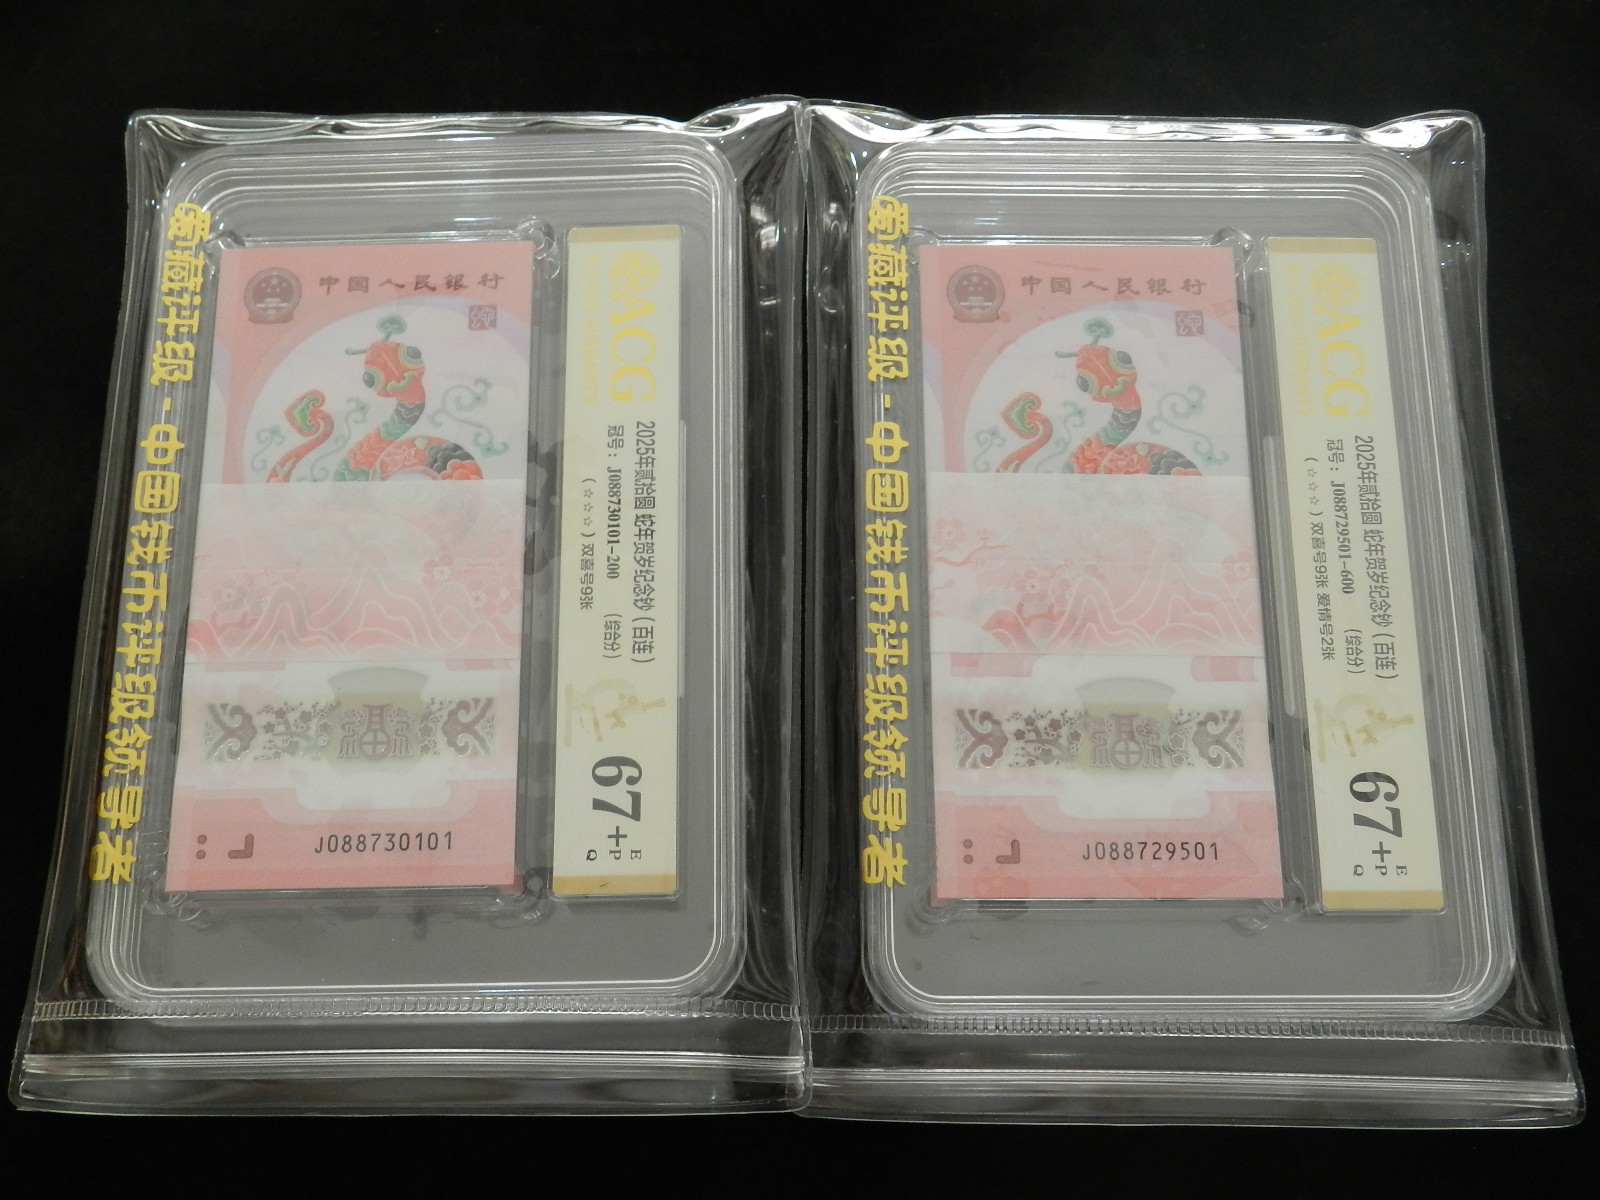 爱藏评级 - 中国钱币评级领导者
中国人民银行
J088730101
ACG
2025年贰拾圆 蛇年贺岁纪念钞（百连）
冠号：J088730101-200 （综合分）
（☆☆☆）双喜号9张
67+
E
P
Q
爱藏评级 - 中国钱币评级领导者
中国人民银行
J088729501
ACG
2025年贰拾圆 蛇年贺岁纪念钞（百连）
冠号：J088729501-600 （综合分）
（☆☆☆）双喜号9张 爱情号2张
67+
E
P
Q